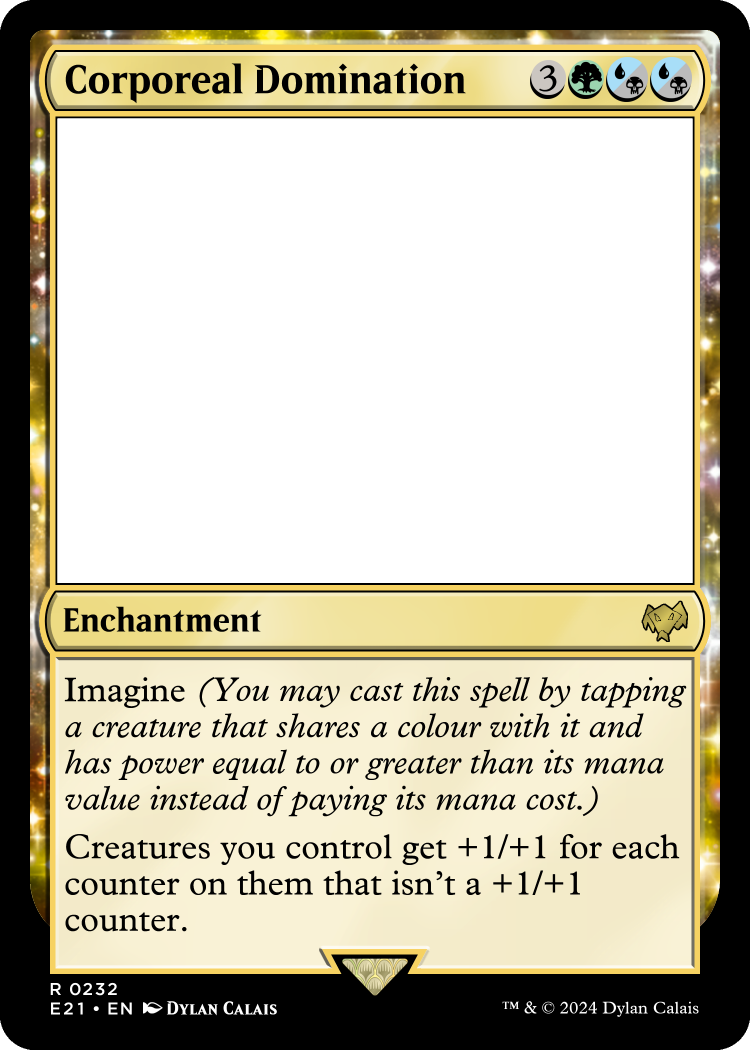 Corporeal Domination 3
Enchantment
Imagine (You may cast this spell by tapping
a creature that shares a colour with it and
has power equal to or greater than its mana
value instead of paying its mana cost.)
Creatures you control get +1/+1 for each
counter on them that isn't a +1/+1
counter.
R 0232
E21 • EN Dylan Calais
™ & © 2024 Dylan Calais